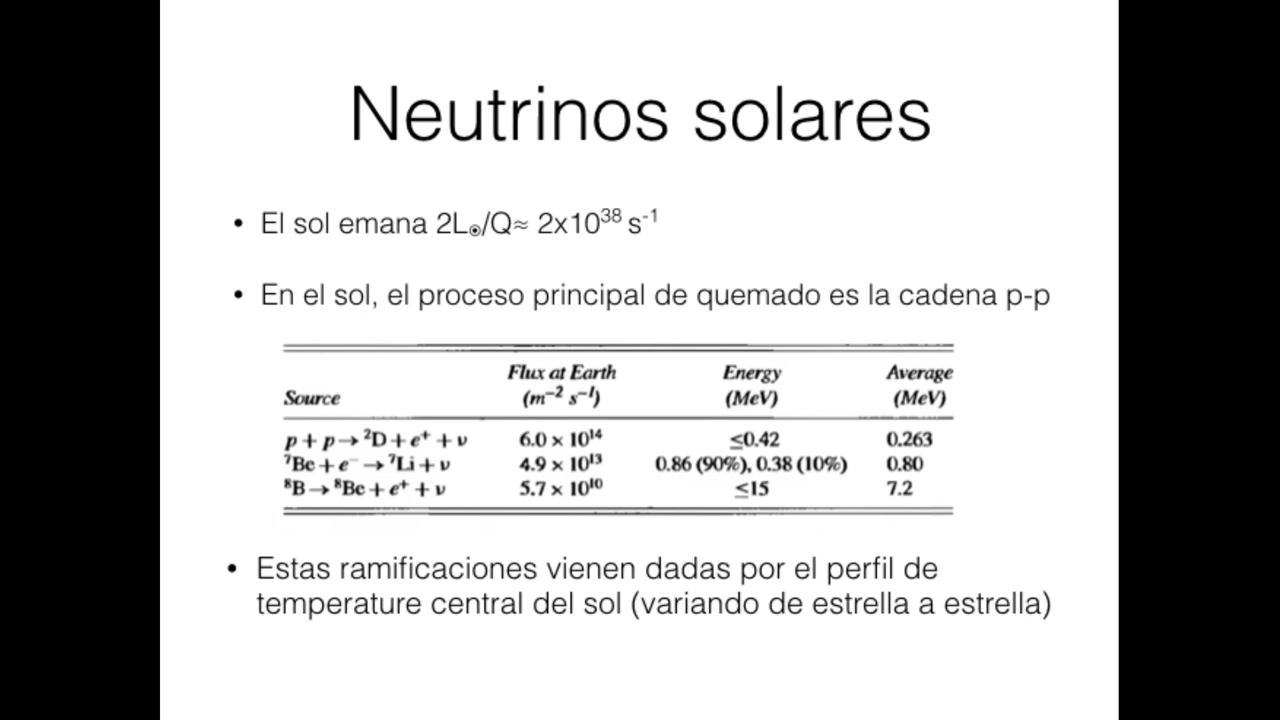 Neutrinos solares
• El sol emana 2L☉/Q≈ 2x10³⁸ s⁻¹
• En el sol, el proceso principal de quemado es la cadena p-p
Flux at Earth Energy Average
Source (m⁻² s⁻¹) (MeV) (MeV)
p + p → ²D + e⁺ + ν 6.0 × 10¹⁴ ≤0.42 0.263
⁷Be + e⁻ → ⁷Li + ν 4.9 × 10¹³ 0.86 (90%), 0.38 (10%) 0.80
⁸B → ⁸Be + e⁺ + ν 5.7 × 10¹⁰ ≤15 7.2
• Estas ramificaciones vienen dadas por el perfil de
temperature central del sol (variando de estrella a estrella)